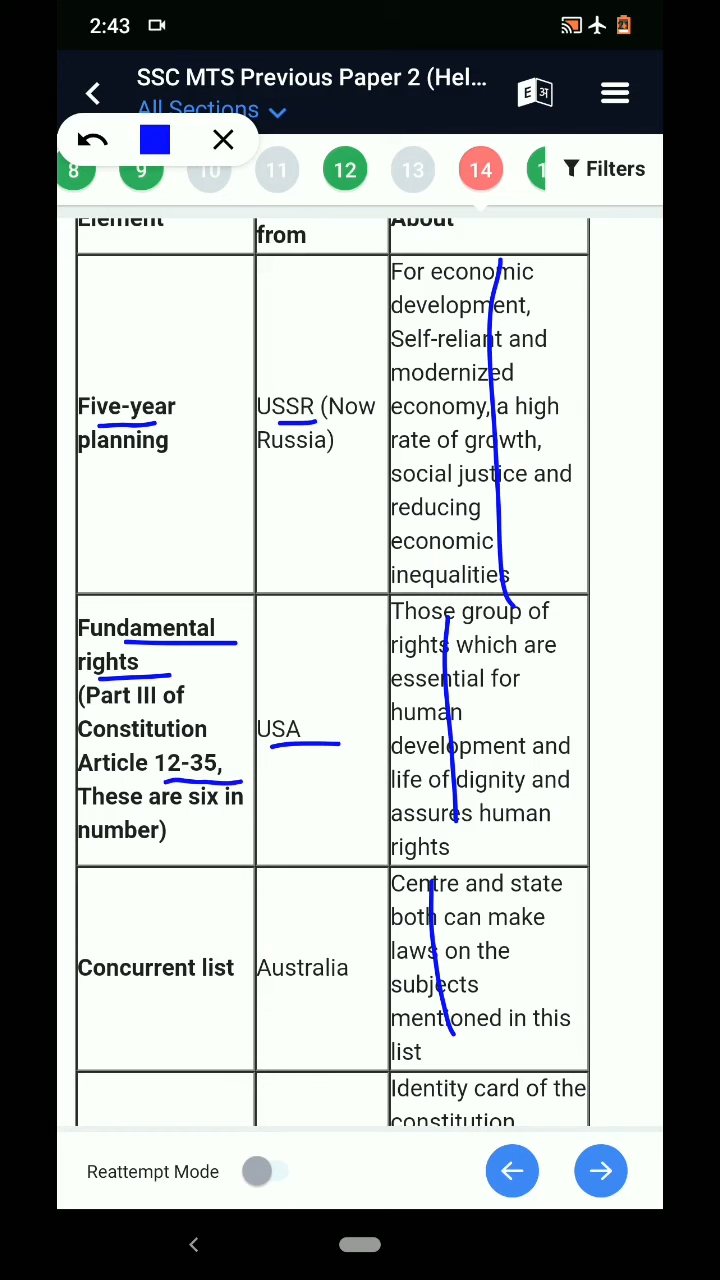 2:43
23
SSC MTS Previous Paper 2 (Hel...
All Sections
E अ
8 9 10 11 12 13 14 1 Filters
Element
from
About
Five-year
planning
USSR (Now
Russia)
For economic
development,
Self-reliant and
modernized
economy, a high
rate of growth,
social justice and
reducing
economic
inequalities
Fundamental
rights
(Part III of
Constitution
Article 12-35,
These are six in
number)
USA
Those group of
rights which are
essential for
human
development and
life of dignity and
assures human
rights
Concurrent list
Australia
Centre and state
both can make
laws on the
subjects
mentioned in this
list
Identity card of the
constitution
Reattempt Mode